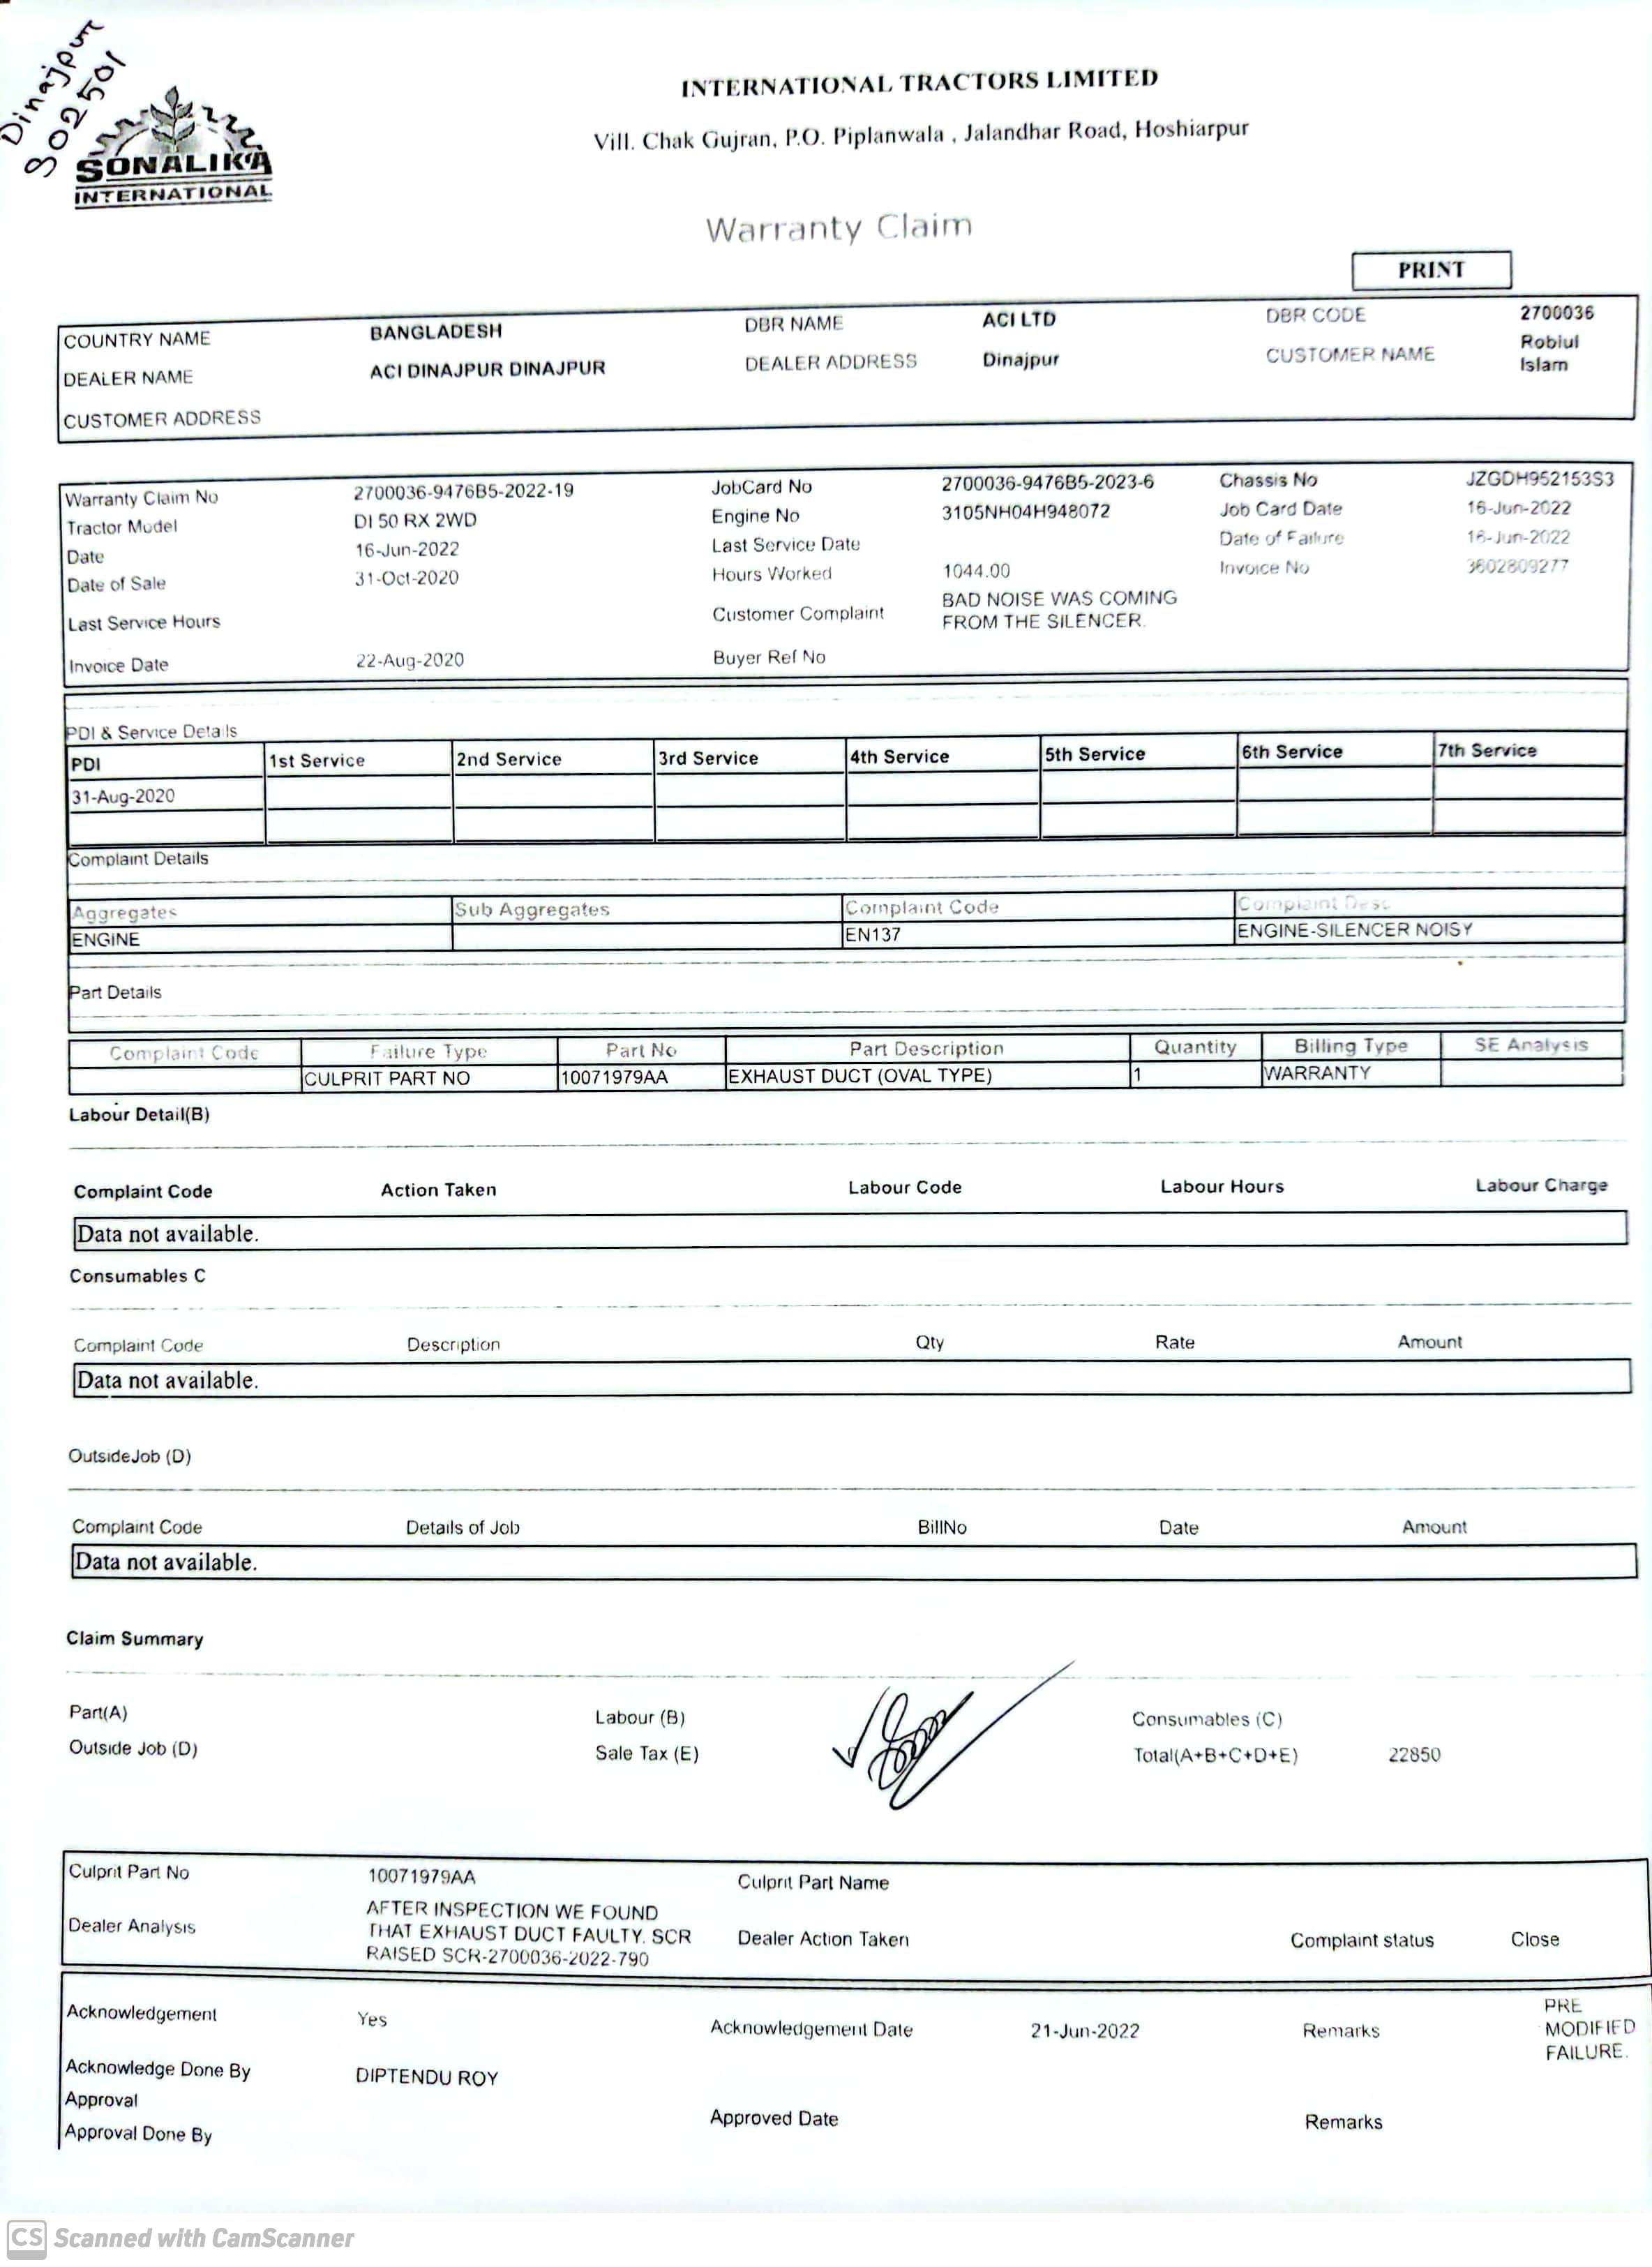 Dinajpur
302501
SONALIKA
INTERNATIONAL
INTERNATIONAL TRACTORS LIMITED
Vill. Chak Gujran, P.O. Piplanwala , Jalandhar Road, Hoshiarpur
Warranty Claim
PRINT
COUNTRY NAME BANGLADESH DBR NAME ACI LTD DBR CODE 2700036
DEALER NAME ACI DINAJPUR DINAJPUR DEALER ADDRESS Dinajpur CUSTOMER NAME Robiul Islam
CUSTOMER ADDRESS
Warranty Claim No 2700036-9476B5-2022-19 JobCard No 2700036-9476B5-2023-6 Chassis No JZGDH952153S3
Tractor Model DI 50 RX 2WD Engine No 3105NH04H948072 Job Card Date 16-Jun-2022
Date 16-Jun-2022 Last Service Date Date of Failure 16-Jun-2022
Date of Sale 31-Oct-2020 Hours Worked 1044.00 Invoice No 3602809277
Last Service Hours Customer Complaint BAD NOISE WAS COMING
FROM THE SILENCER.
Invoice Date 22-Aug-2020 Buyer Ref No
PDI & Service Details
PDI 1st Service 2nd Service 3rd Service 4th Service 5th Service 6th Service 7th Service
31-Aug-2020
Complaint Details
Aggregates Sub Aggregates Complaint Code Complaint Desc
ENGINE EN137 ENGINE-SILENCER NOISY
Part Details
Complaint Code Failure Type Part No Part Description Quantity Billing Type SE Analysis
CULPRIT PART NO 10071979AA EXHAUST DUCT (OVAL TYPE) 1 WARRANTY
Labour Detail(B)
Complaint Code Action Taken Labour Code Labour Hours Labour Charge
Data not available.
Consumables C
Complaint Code Description Qty Rate Amount
Data not available.
OutsideJob (D)
Complaint Code Details of Job BillNo Date Amount
Data not available.
Claim Summary
Part(A) Labour (B) Consumables (C)
Outside Job (D) Sale Tax (E) Total(A+B+C+D+E) 22850
Culprit Part No 10071979AA Culprit Part Name
Dealer Analysis AFTER INSPECTION WE FOUND
THAT EXHAUST DUCT FAULTY. SCR
RAISED SCR-2700036-2022-790 Dealer Action Taken Complaint status Close
Acknowledgement Yes Acknowledgement Date 21-Jun-2022 Remarks PRE
MODIFIED
FAILURE.
Acknowledge Done By DIPTENDU ROY
Approval
Approval Done By Approved Date Remarks
CS Scanned with CamScanner